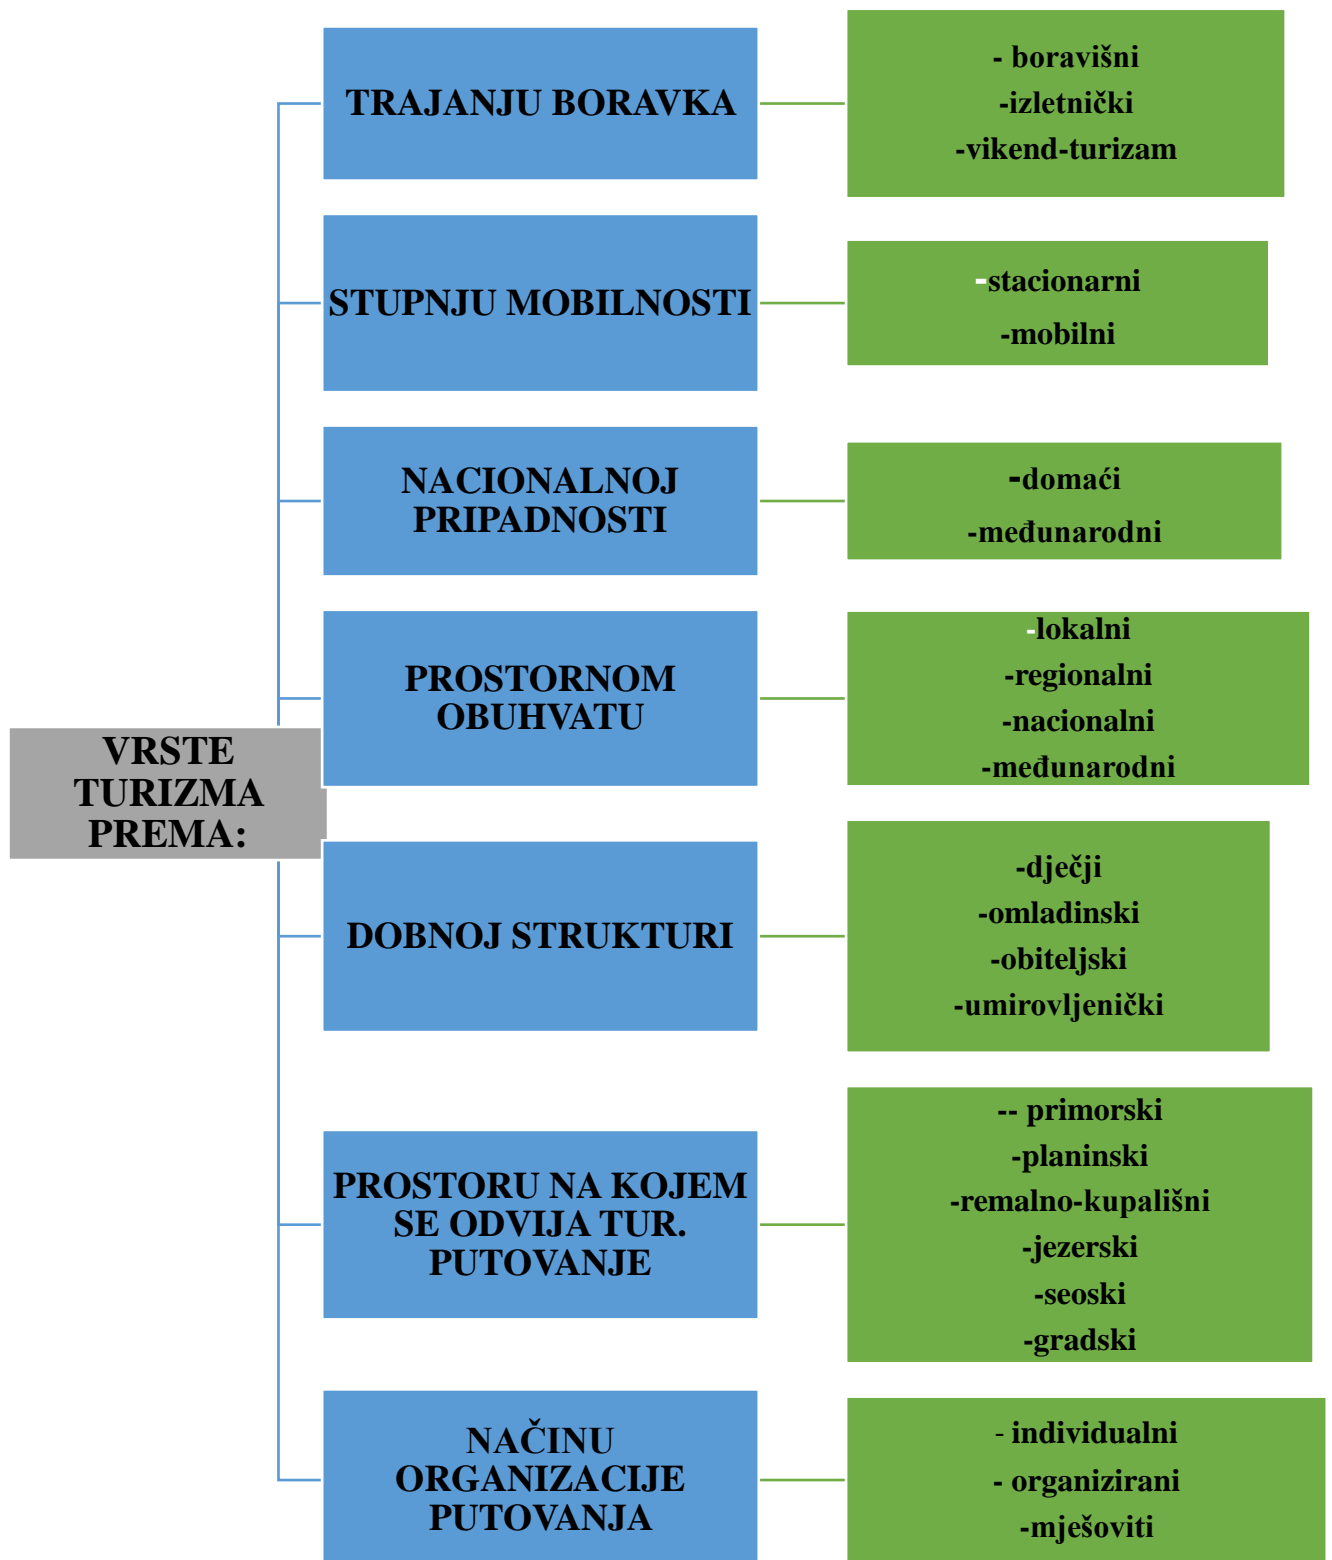 VRSTE
TURIZMA
PREMA:
TRAJANJU BORAVKA
- boravišni
-izletnički
-vikend-turizam
STUPNJU MOBILNOSTI
-stacionarni
-mobilni
NACIONALNOJ
PRIPADNOSTI
-domaći
-međunarodni
PROSTORNOM
OBUHVATU
-lokalni
-regionalni
-nacionalni
-međunarodni
DOBNOJ STRUKTURI
-dječji
-omladinski
-obiteljski
-umirovljenički
PROSTORU NA KOJEM
SE ODVIJA TUR.
PUTOVANJE
-- primorski
-planinski
-remalno-kupališni
-jezerski
-seoski
-gradski
NAČINU
ORGANIZACIJE
PUTOVANJA
- individualni
- organizirani
-mješoviti